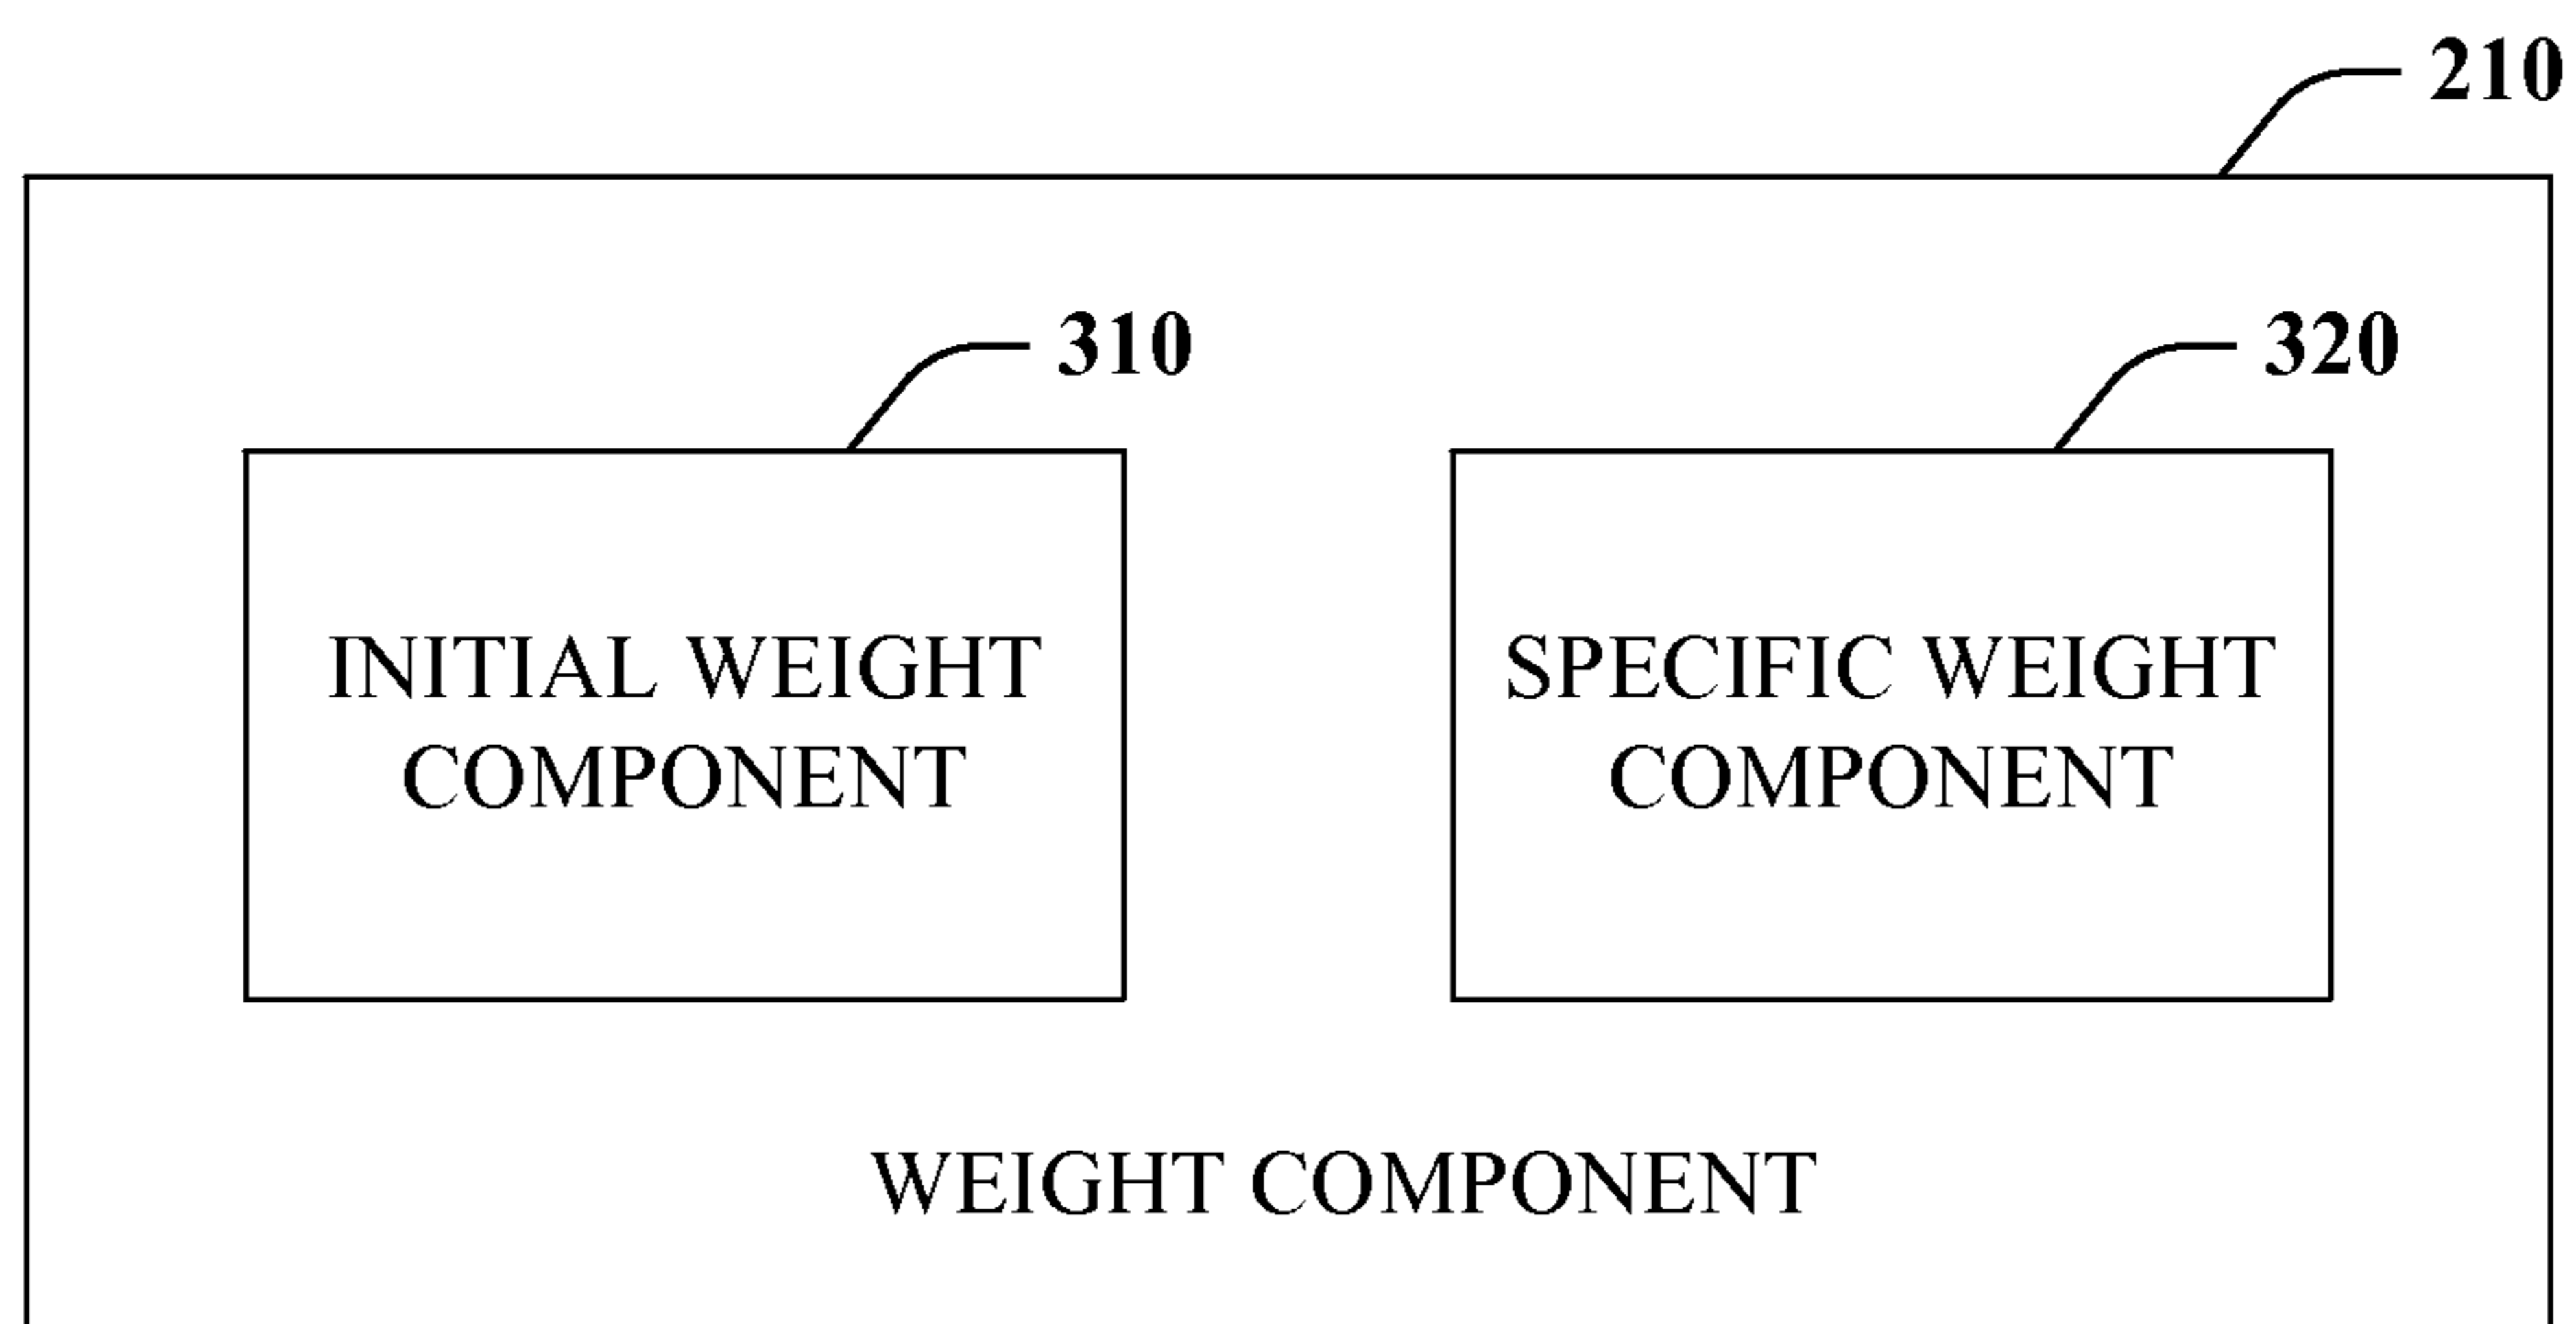 210
310
320
INITIAL WEIGHT
COMPONENT
SPECIFIC WEIGHT
COMPONENT
WEIGHT COMPONENT